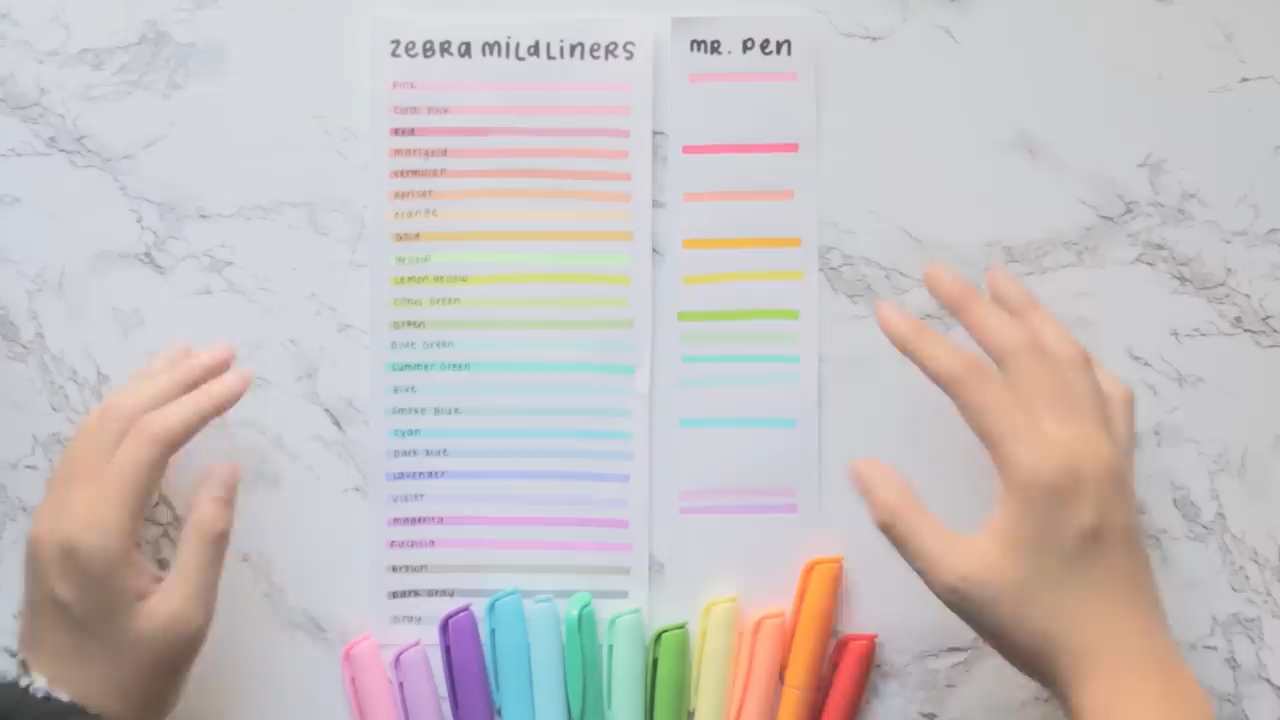 ZEBRA MILDLINERS
PINK
CORAL PINK
RED
MARIGOLD
VERMILION
APRICOT
ORANGE
GOLD
YELLOW
LEMON YELLOW
CITRUS GREEN
GREEN
BLUE GREEN
SUMMER GREEN
BLUE
SMOKE BLUE
CYAN
DARK BLUE
LAVENDER
VIOLET
MAGENTA
FUCHSIA
BROWN
DARK GRAY
GRAY
MR. PEN